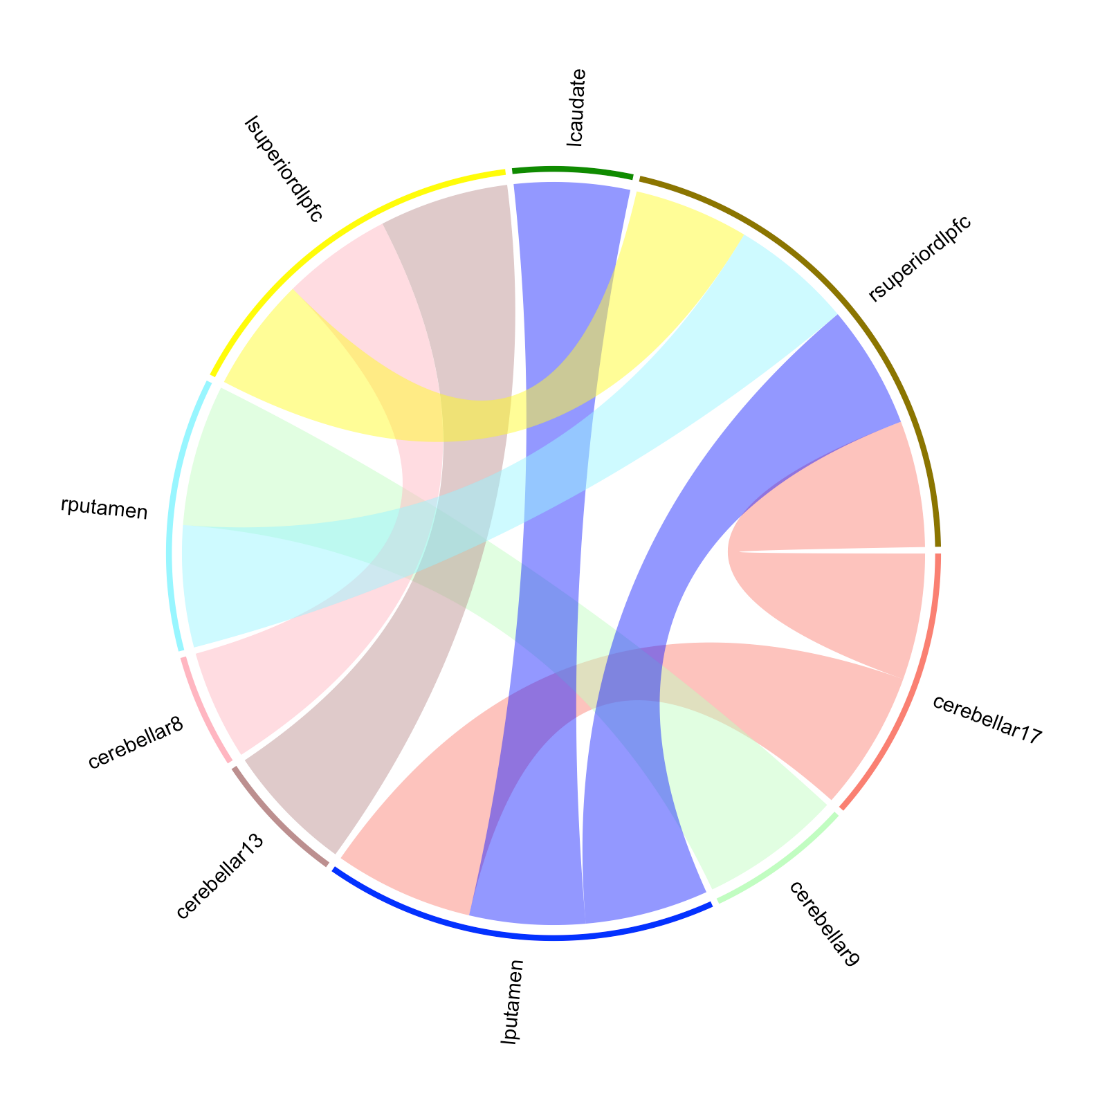 lcaudate
lsuperiordlpfc
rsuperiordlpfc
rputamen
cerebellar17
cerebellar8
cerebellar13
cerebellar9
lputamen